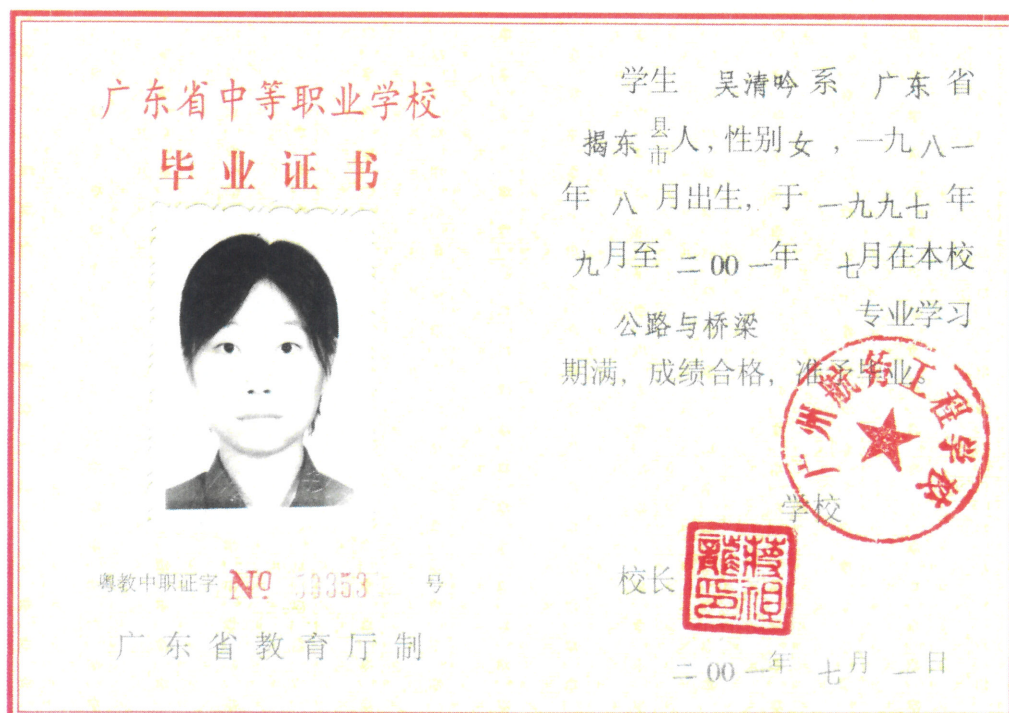 广东省中等职业学校
毕业证书
粤教中职证字 Nº 号
广东省教育厅制
学生 吴清吟 系 广东 省
揭东 县市 人，性别 女 ，一九 八一
年 八 月出生，于 一九九七 年
九 月至 二00一 年 七 月在本校
公路与桥梁 专业学习
期满，成绩合格，准予毕业。
广州航务工程学校
学校
校长
二00一 年 七 月 一 日